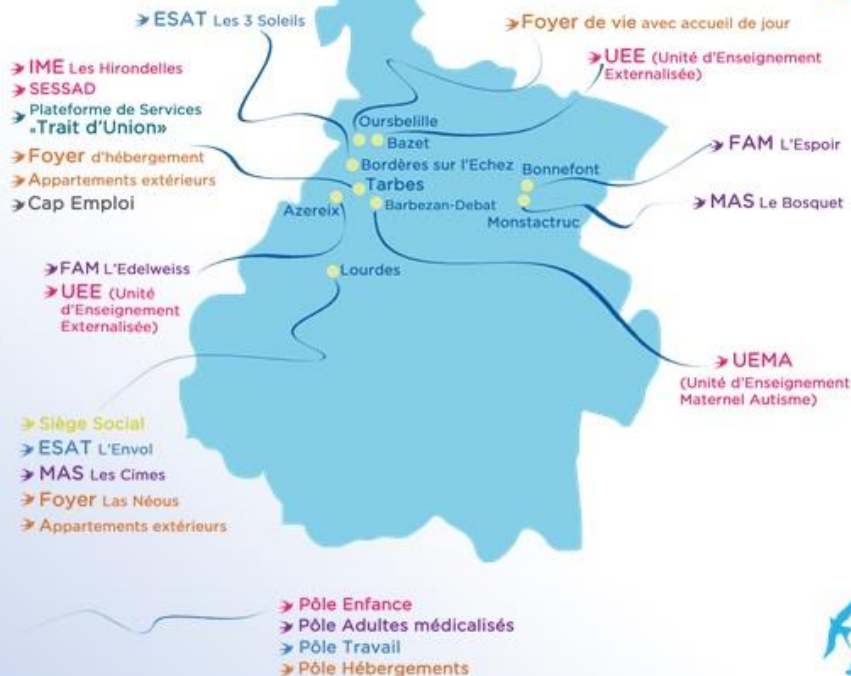 ESAT Les 3 Soleils
Foyer de vie avec accueil de jour
UEE (Unité d'Enseignement
Externalisée)
IME Les Hirondelles
SESSAD
Plateforme de Services
«Trait d'Union»
Foyer d'hébergement
Appartements extérieurs
Cap Emploi
Oursbelille
Bazet
Bordères sur l'Echez
Tarbes
Azereix
Barbezan-Debat
Bonnefont
Monstactruc
FAM L'Espoir
MAS Le Bosquet
FAM L'Edelweiss
UEE (Unité
d'Enseignement
Externalisée)
Lourdes
UEMA
(Unité d'Enseignement
Maternel Autisme)
Siège Social
ESAT L'Envol
MAS Les Cimes
Foyer Las Néous
Appartements extérieurs
Pôle Enfance
Pôle Adultes médicalisés
Pôle Travail
Pôle Hébergements